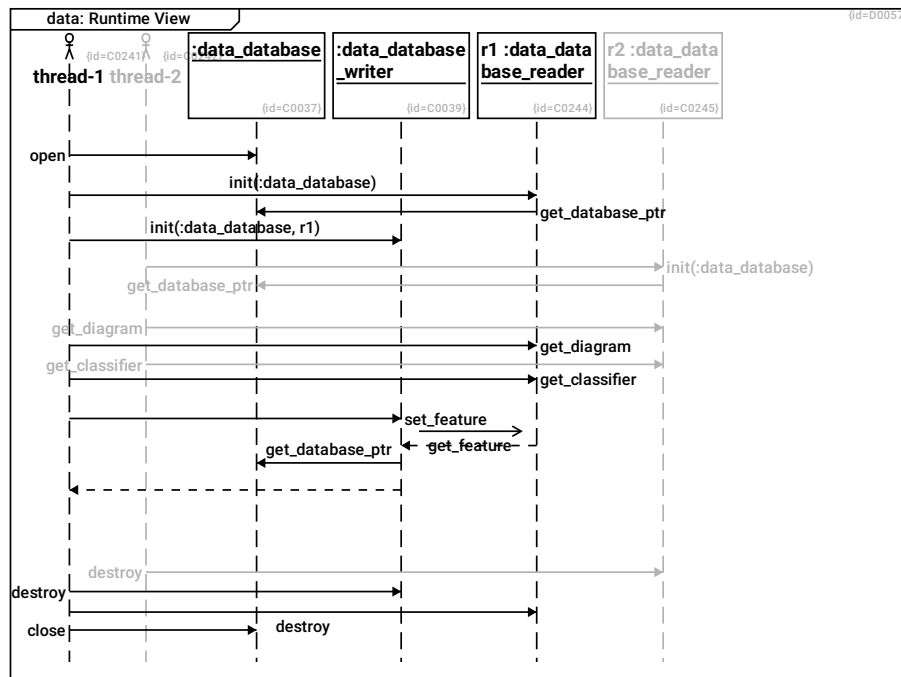 data: Runtime View
{id=D0057
{id=C0241}
thread-1
thread-2
:data_database
{id=C0037}
:data_database
_writer
{id=C0039}
r1 :data_data
base_reader
{id=C0244}
r2 :data_data
base_reader
{id=C0245}
open
init(:data_database)
get_database_ptr
init(:data_database, r1)
init(:data_database)
get_database_ptr
get_diagram
get_diagram
get_classifier
get_classifier
set_feature
get_feature
get_database_ptr
destroy
destroy
destroy
close